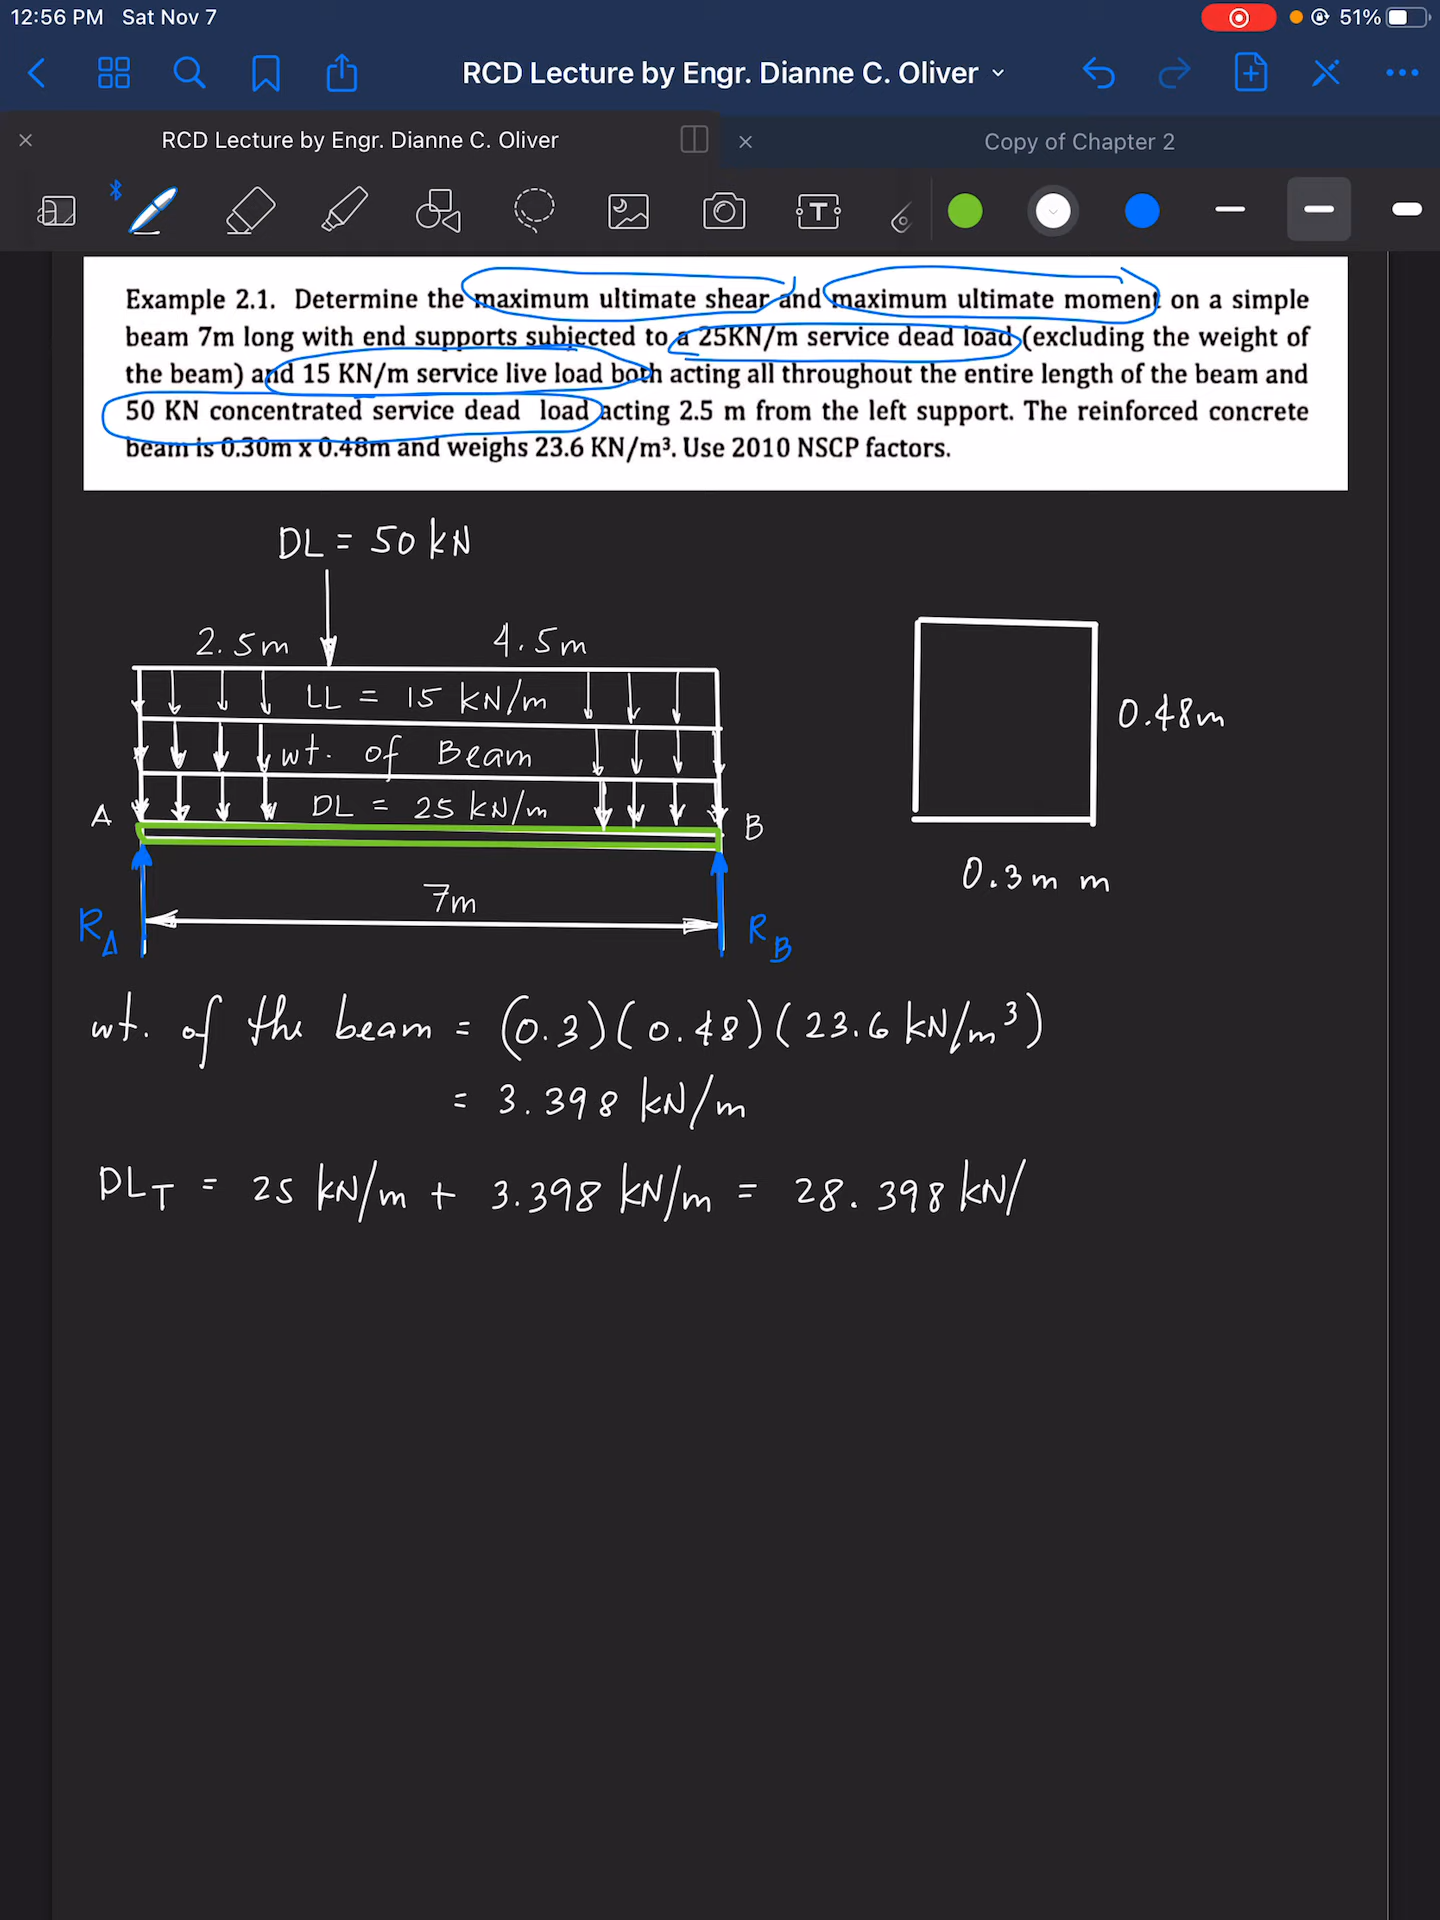 12:56 PM Sat Nov 7
51%
RCD Lecture by Engr. Dianne C. Oliver
RCD Lecture by Engr. Dianne C. Oliver
Copy of Chapter 2
Example 2.1. Determine the maximum ultimate shear and maximum ultimate moment on a simple
beam 7m long with end supports subjected to a 25KN/m service dead load (excluding the weight of
the beam) and 15 KN/m service live load both acting all throughout the entire length of the beam and
50 KN concentrated service dead load acting 2.5 m from the left support. The reinforced concrete
beam is 0.30m x 0.48m and weighs 23.6 KN/m³. Use 2010 NSCP factors.
DL = 50 kN
2.5m 4.5m
LL = 15 kN/m
wt. of Beam
DL = 25 kN/m
A B
7m
R_A R_B
0.48m
0.3m m
wt. of the beam = (0.3)(0.48)(23.6 kN/m³)
= 3.398 kN/m
DL_T = 25 kN/m + 3.398 kN/m = 28.398 kN/